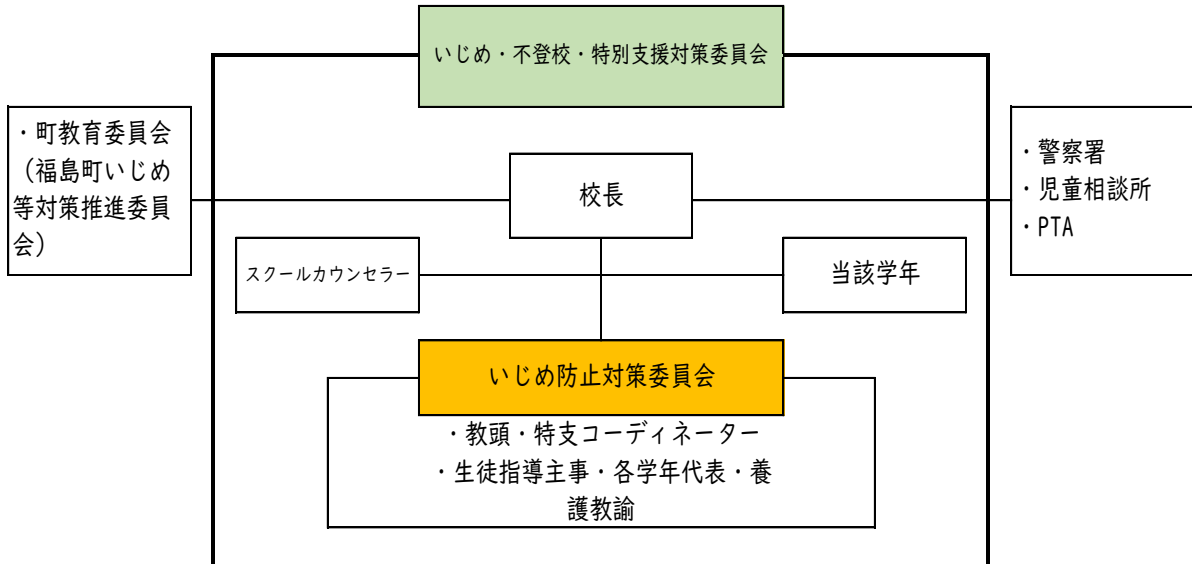 いじめ・不登校・特別支援対策委員会
・町教育委員会
（福島町いじめ
等対策推進委員
会）
校長
・警察署
・児童相談所
・PTA
スクールカウンセラー
当該学年
いじめ防止対策委員会
・教頭・特支コーディネーター
・生徒指導主事・各学年代表・養
護教諭